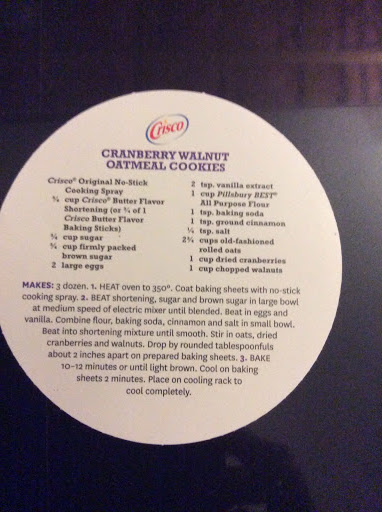 Crisco
CRANBERRY WALNUT
OATMEAL COOKIES
Crisco® Original No-Stick
Cooking Spray
¾ cup Crisco® Butter Flavor
Shortening (or ¾ of 1
Crisco Butter Flavor
Baking Sticks)
¾ cup sugar
¾ cup firmly packed
brown sugar
2 large eggs
2 tsp. vanilla extract
1 cup Pillsbury BEST®
All Purpose Flour
1 tsp. baking soda
1 tsp. ground cinnamon
¼ tsp. salt
2¾ cups old-fashioned
rolled oats
1 cup dried cranberries
1 cup chopped walnuts
MAKES: 3 dozen. 1. HEAT oven to 350°. Coat baking sheets with no-stick
cooking spray. 2. BEAT shortening, sugar and brown sugar in large bowl
at medium speed of electric mixer until blended. Beat in eggs and
vanilla. Combine flour, baking soda, cinnamon and salt in small bowl.
Beat into shortening mixture until smooth. Stir in oats, dried
cranberries and walnuts. Drop by rounded tablespoonfuls
about 2 inches apart on prepared baking sheets. 3. BAKE
10–12 minutes or until light brown. Cool on baking
sheets 2 minutes. Place on cooling rack to
cool completely.